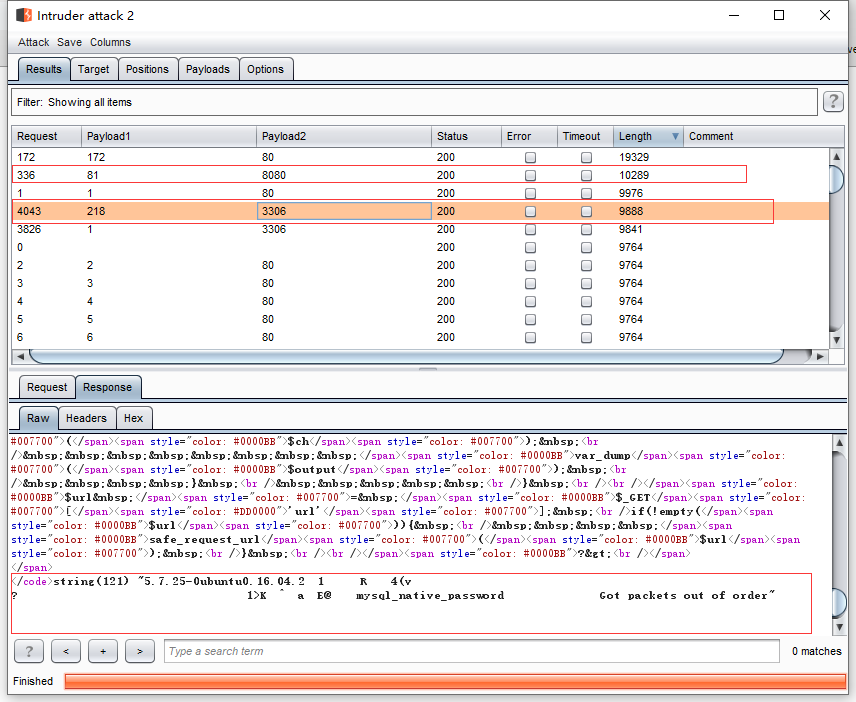 Intruder attack 2
Attack Save Columns
Results Target Positions Payloads Options
Filter: Showing all items ?
Request Payload1 Payload2 Status Error Timeout Length Comment
172 172 80 200 19329
336 81 8080 200 10289
1 1 80 200 9976
4043 218 3306 200 9888
3826 1 3306 200 9841
0 200 9764
2 2 80 200 9764
3 3 80 200 9764
4 4 80 200 9764
5 5 80 200 9764
6 6 80 200 9764
Request Response
Raw Headers Hex
#007700">(</span><span style="color: #0000BB">$ch</span><span style="color: #007700">);&nbsp;<br
/>&nbsp;&nbsp;&nbsp;&nbsp;&nbsp;&nbsp;&nbsp;&nbsp;</span><span style="color: #0000BB">var_dump</span><span style="color:
#007700">(</span><span style="color: #0000BB">$output</span><span style="color: #007700">);&nbsp;<br
/>&nbsp;&nbsp;&nbsp;&nbsp;}&nbsp;<br />&nbsp;&nbsp;&nbsp;&nbsp;<br />}&nbsp;<br /><br /></span><span style="color:
#0000BB">$url&nbsp;</span><span style="color: #007700">=&nbsp;</span><span style="color: #0000BB">$_GET</span><span style="color:
#007700">[</span><span style="color: #DD0000">'url'</span><span style="color: #007700">];&nbsp;<br />if(!empty(</span><span
style="color: #0000BB">$url</span><span style="color: #007700">)){&nbsp;<br />&nbsp;&nbsp;&nbsp;&nbsp;</span><span
style="color: #0000BB">safe_request_url</span><span style="color: #007700">(</span><span style="color: #0000BB">$url</span><span
style="color: #007700">);&nbsp;<br />}&nbsp;<br /><br /></span><span style="color: #0000BB">?&gt;<br /></span>
</span>
</code>string(121) "5.7.25-0ubuntu0.16.04.2 1 R 4(v
? 1>K ^ a E@ mysql_native_password Got packets out of order"
? < + > Type a search term 0 matches
Finished